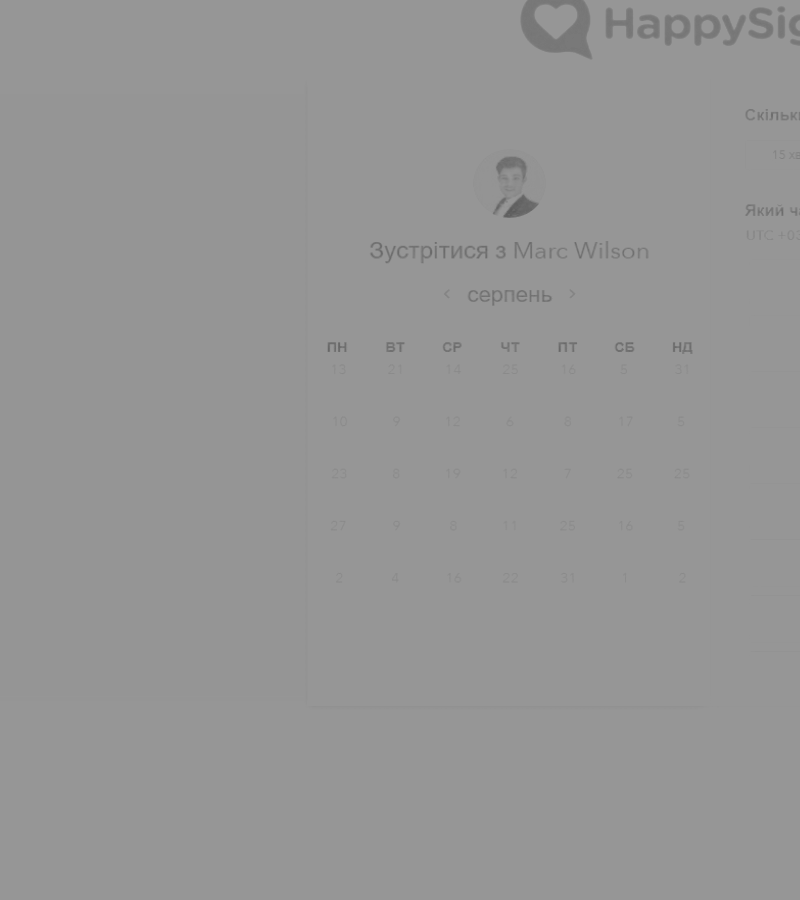 HappySig
Скільк
15 хв
Який ч
UTC +03
Зустрітися з Marc Wilson
серпень
ПН ВТ СР ЧТ ПТ СБ НД
13 21 14 25 16 5 31
10 9 12 6 8 17 5
23 8 19 12 7 25 25
27 9 8 11 25 16 5
2 4 16 22 31 1 2